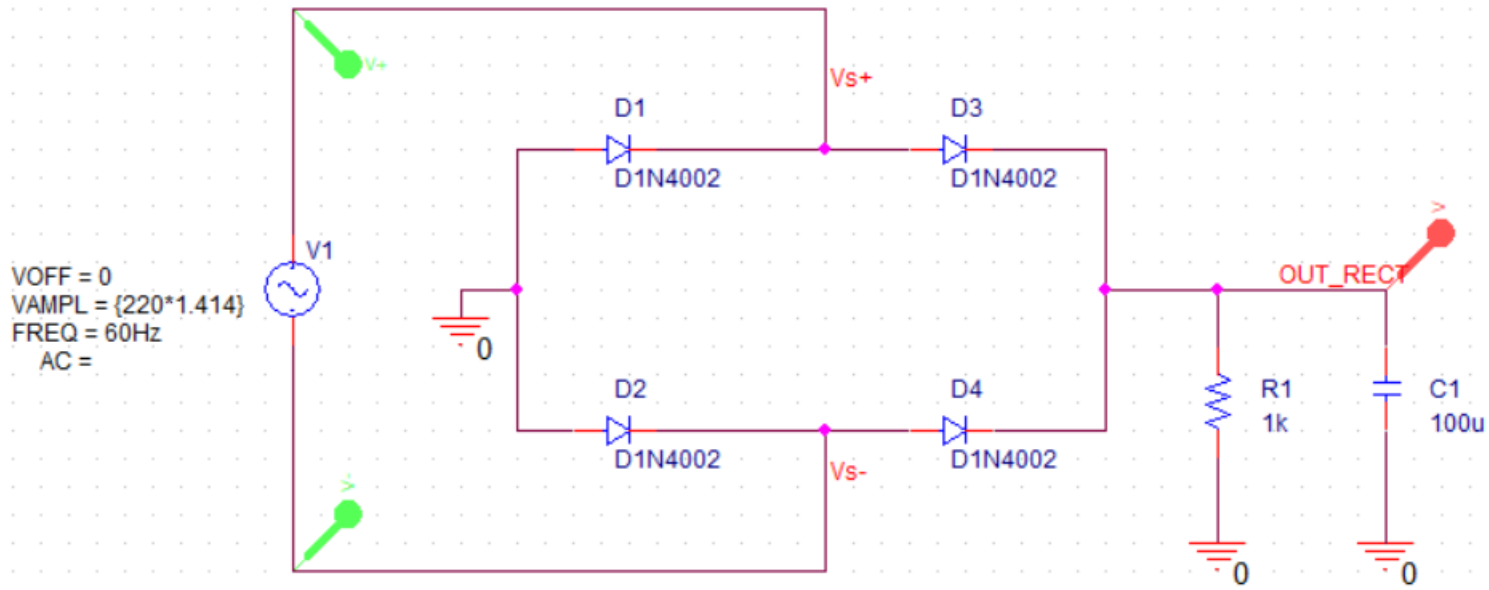 V+
Vs+
D1
D3
D1N4002
D1N4002
V1
VOFF = 0
VAMPL = {220*1.414}
FREQ = 60Hz
AC =
0
V
OUT_RECT
D2
D4
R1
1k
C1
100u
D1N4002
D1N4002
Vs-
V-
0
0